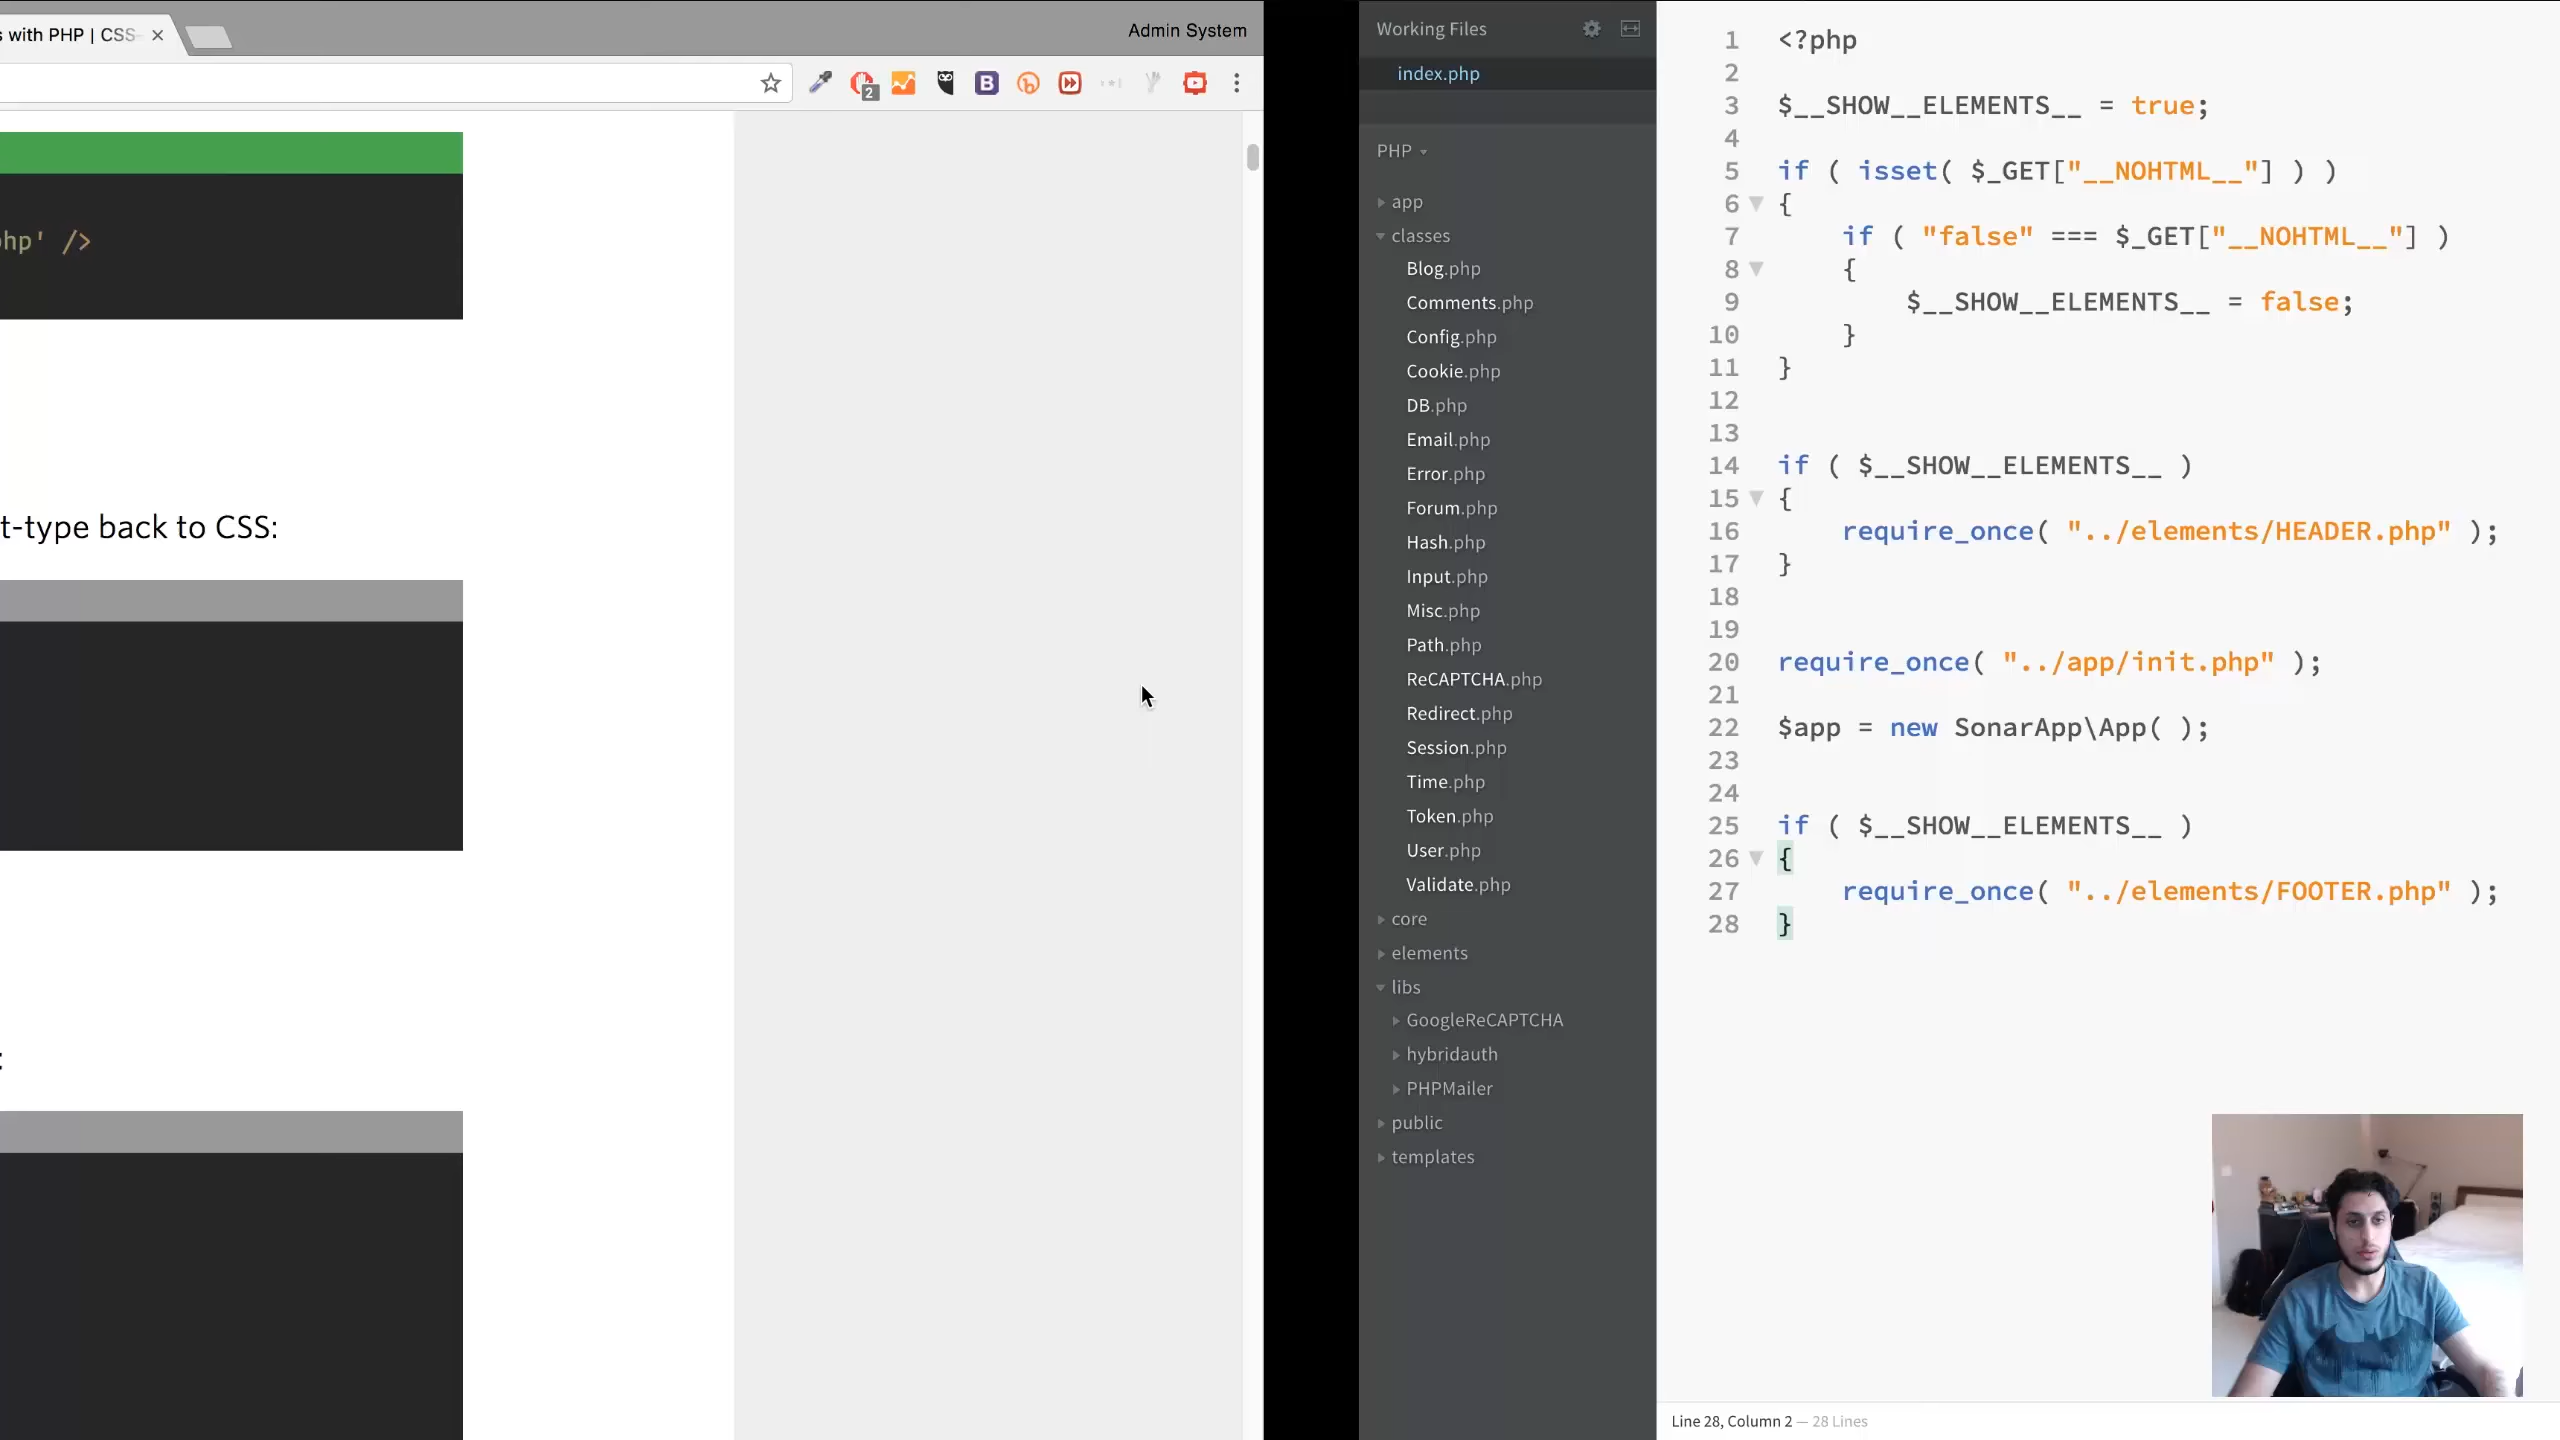 s with PHP | CSS-
Admin System
2
B
hp' />
t-type back to CSS:
:
Working Files
index.php
PHP
app
classes
Blog.php
Comments.php
Config.php
Cookie.php
DB.php
Email.php
Error.php
Forum.php
Hash.php
Input.php
Misc.php
Path.php
ReCAPTCHA.php
Redirect.php
Session.php
Time.php
Token.php
User.php
Validate.php
core
elements
libs
GoogleReCAPTCHA
hybridauth
PHPMailer
public
templates
1 <?php
2
3 $__SHOW__ELEMENTS__ = true;
4
5 if ( isset( $_GET["__NOHTML__"] ) )
6 {
7 if ( "false" === $_GET["__NOHTML__"] )
8 {
9 $__SHOW__ELEMENTS__ = false;
10 }
11 }
12
13
14 if ( $__SHOW__ELEMENTS__ )
15 {
16 require_once( "../elements/HEADER.php" );
17 }
18
19
20 require_once( "../app/init.php" );
21
22 $app = new SonarApp\App( );
23
24
25 if ( $__SHOW__ELEMENTS__ )
26 {
27 require_once( "../elements/FOOTER.php" );
28 }
Line 28, Column 2 — 28 Lines